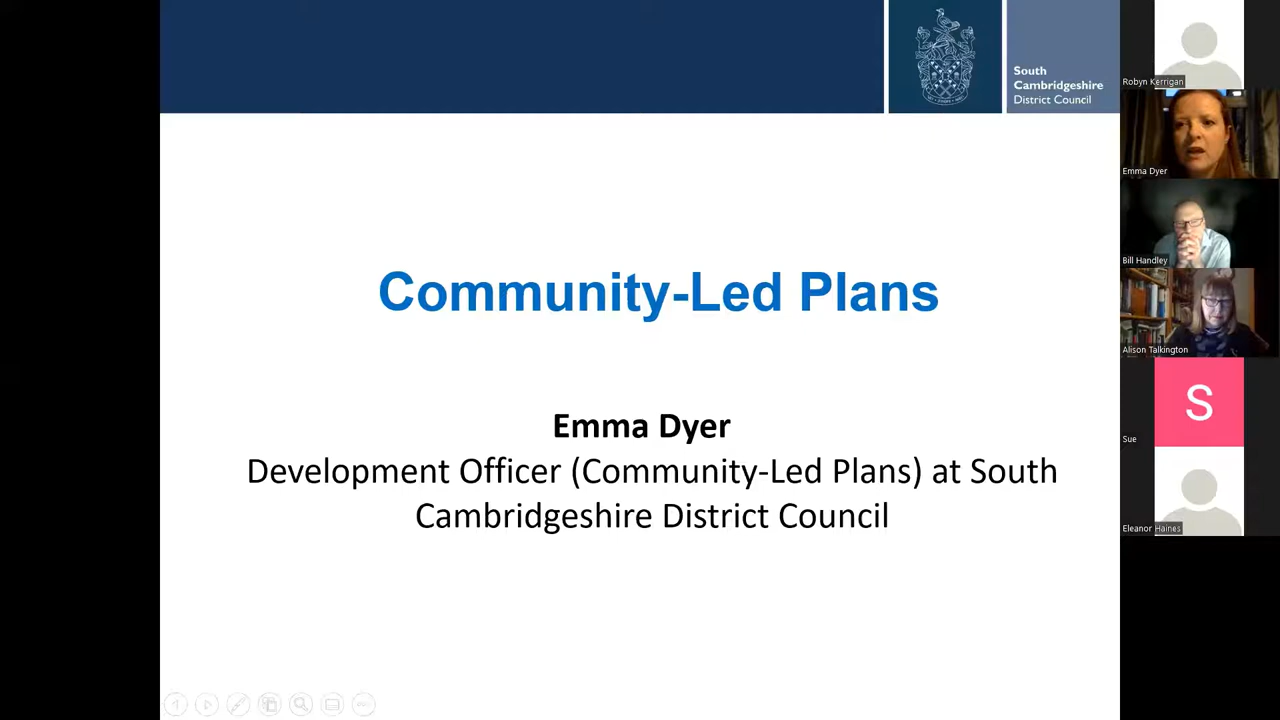 South
Cambridgeshire
District Council
Community-Led Plans
Emma Dyer
Development Officer (Community-Led Plans) at South
Cambridgeshire District Council
Robyn Kerrigan
Emma Dyer
Bill Handley
Alison Talkington
S
Sue
Eleanor Haines